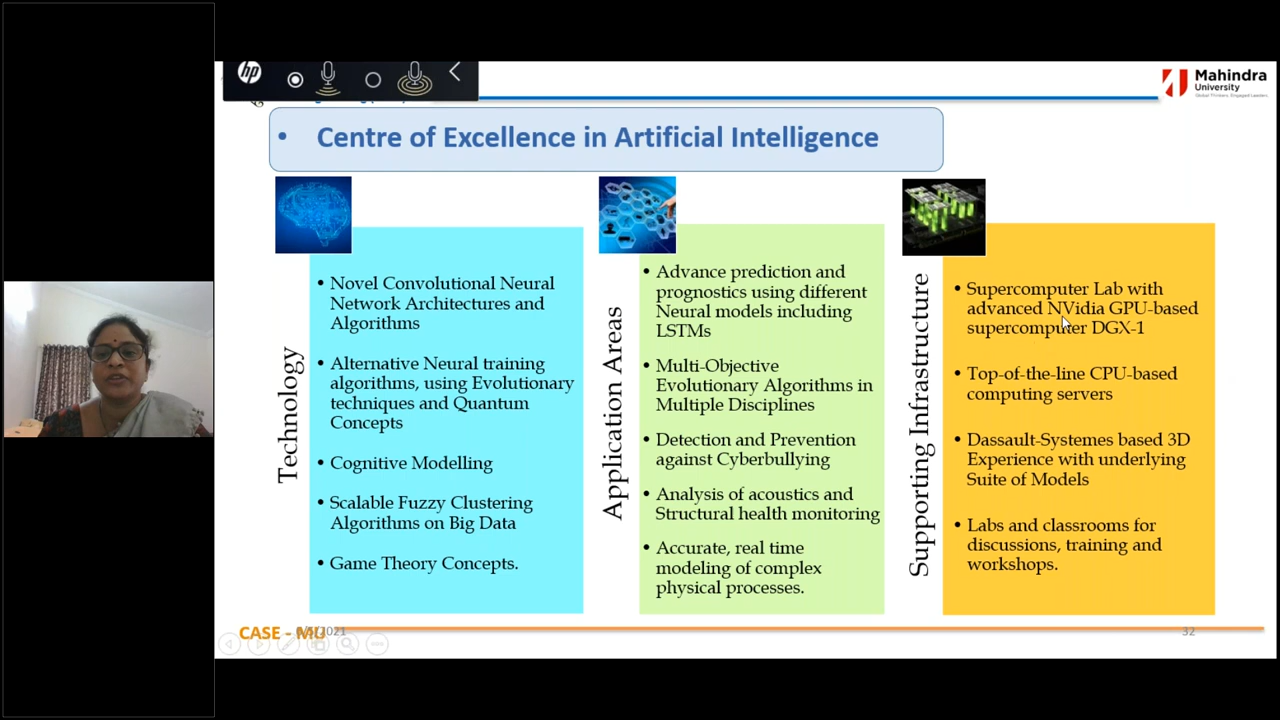 hp
Mahindra
University
Global Thinkers. Engaged Leaders.
• Centre of Excellence in Artificial Intelligence
Technology
• Novel Convolutional Neural
Network Architectures and
Algorithms
• Alternative Neural training
algorithms, using Evolutionary
techniques and Quantum
Concepts
• Cognitive Modelling
• Scalable Fuzzy Clustering
Algorithms on Big Data
• Game Theory Concepts.
Application Areas
• Advance prediction and
prognostics using different
Neural models including
LSTMs
• Multi-Objective
Evolutionary Algorithms in
Multiple Disciplines
• Detection and Prevention
against Cyberbullying
• Analysis of acoustics and
Structural health monitoring
• Accurate, real time
modeling of complex
physical processes.
Supporting Infrastructure
• Supercomputer Lab with
advanced NVidia GPU-based
supercomputer DGX-1
• Top-of-the-line CPU-based
computing servers
• Dassault-Systemes based 3D
Experience with underlying
Suite of Models
• Labs and classrooms for
discussions, training and
workshops.
CASE - MU
32